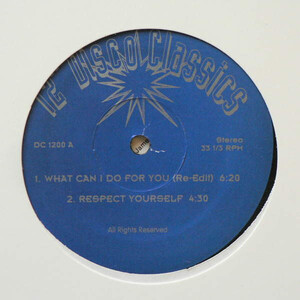 12" DISCO CLASSICS
DC 1200 A
Stereo
33 1/3 RPM
1. WHAT CAN I DO FOR YOU (Re-Edit) 6:20
2. RESPECT YOURSELF 4:30
All Rights Reserved